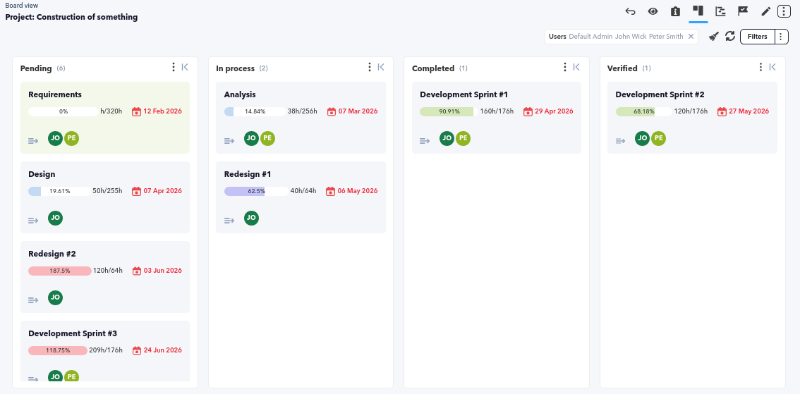 Board view
Project: Construction of something
Users Default Admin· John Wick· Peter Smith
Filters
Pending (6)
Requirements
0% h/320h 12 Feb 2026
JO PE
Design
19.61% 50h/255h 07 Apr 2026
JO
Redesign #2
187.5% 120h/64h 03 Jun 2026
JO
Development Sprint #3
118.75% 209h/176h 24 Jun 2026
JO PE
In process (2)
Analysis
14.84% 38h/256h 07 Mar 2026
JO PE
Redesign #1
62.5% 40h/64h 06 May 2026
JO
Completed (1)
Development Sprint #1
90.91% 160h/176h 29 Apr 2026
JO PE
Verified (1)
Development Sprint #2
68.18% 120h/176h 27 May 2026
JO PE